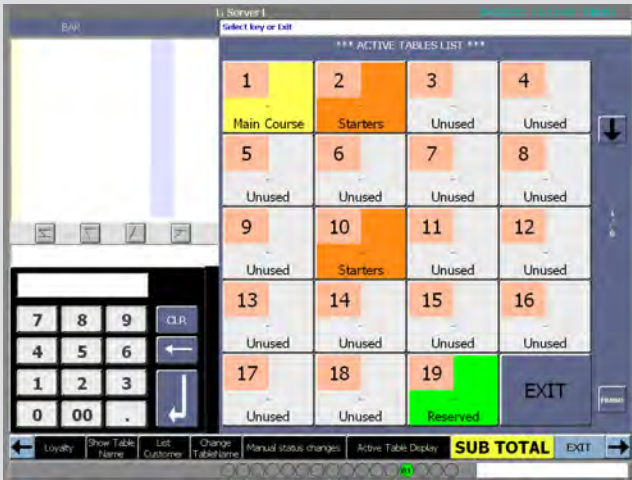 1: Server1
BAR
Select key or Exit
*** ACTIVE TABLES LIST ***
1
-
Main Course
2
-
Starters
3
-
Unused
4
-
Unused
5
-
Unused
6
-
Unused
7
-
Unused
8
-
Unused
9
-
Unused
10
-
Starters
11
-
Unused
12
-
Unused
13
-
Unused
14
-
Unused
15
-
Unused
16
-
Unused
17
-
Unused
18
-
Unused
19
-
Reserved
EXIT
7 8 9 CLR
4 5 6
1 2 3
0 00 .
Loyalty
Show Table
Name
List
Customer
Change
TableName
Manual status changes
Active Table Display
SUB TOTAL
EXIT